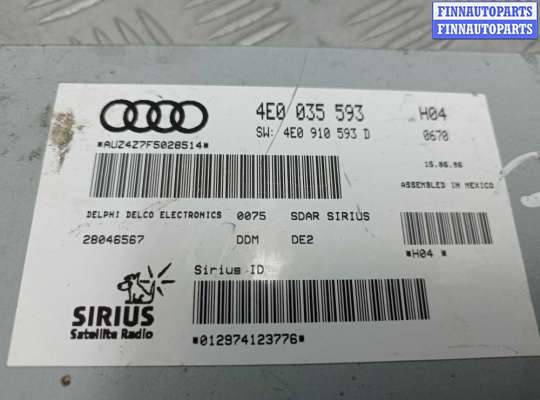 FINNAUTOPARTS
FINNAUTOPARTS
4E0 035 593 H04
SW: 4E0 910 593 D 0670
*AUZ4Z7F5028514*
15.06.06
ASSEMBLED IN MEXICO
DELPHI DELCO ELECTRONICS 0075 SDAR SIRIUS
28046567 DDM DE2
*H04 *
Sirius ID
SIRIUS
Satellite Radio
*012974123776*